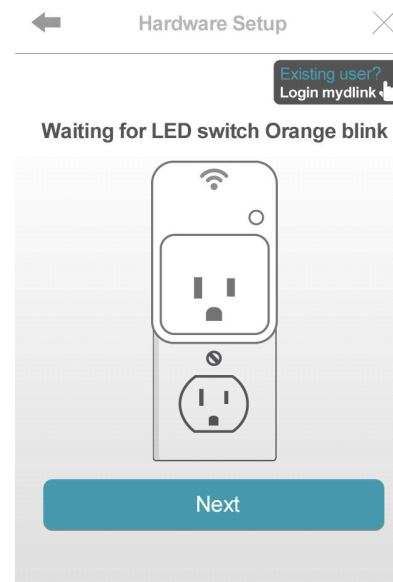 Hardware Setup
Existing user?
Login mydlink
Waiting for LED switch Orange blink
Next